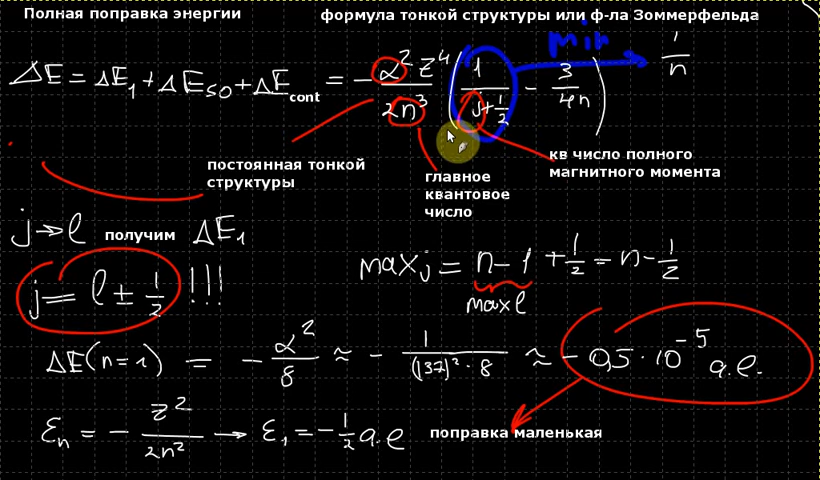 Полная поправка энергии
формула тонкой структуры или ф-ла Зоммерфельда
ΔE = ΔE₁ + ΔE_SO + ΔE_cont = - α² Z⁴ / 2n³ ( 1 / (j + 1/2) - 3 / 4n )
min
1/n
постоянная тонкой
структуры
главное
квантовое
число
кв число полного
магнитного момента
j → l получим ΔE₁
j = l ± 1/2 !!!
max j = n - 1 + 1/2 = n - 1/2
max l
ΔE(n=1) = - α² / 8 ≈ - 1 / ((137)² · 8) ≈ - 0,5 · 10⁻⁵ а.е.
εn = - Z² / 2n² → ε₁ = - 1/2 а.е
поправка маленькая